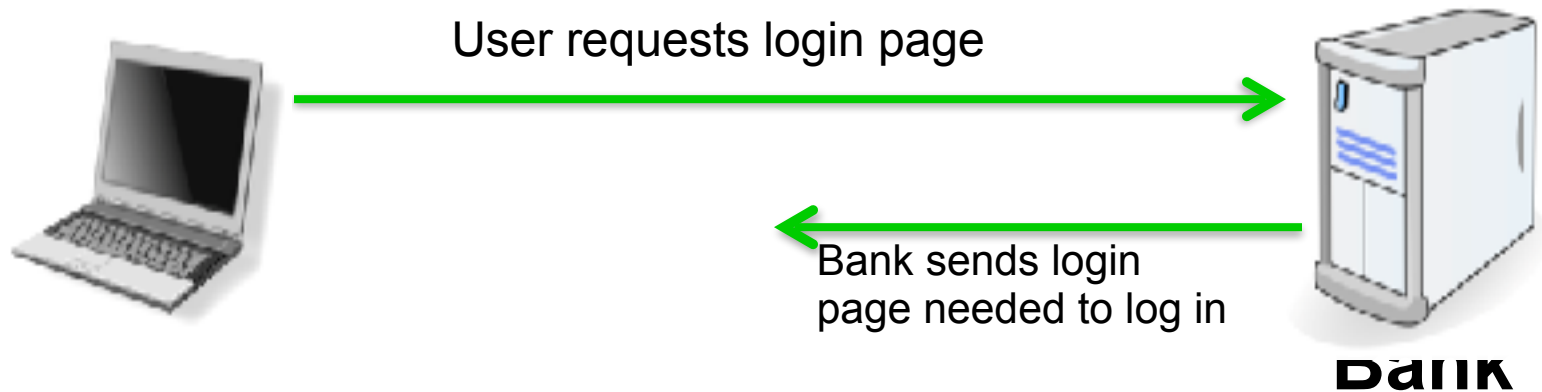 User requests login page
Bank sends login
page needed to log in
Bank